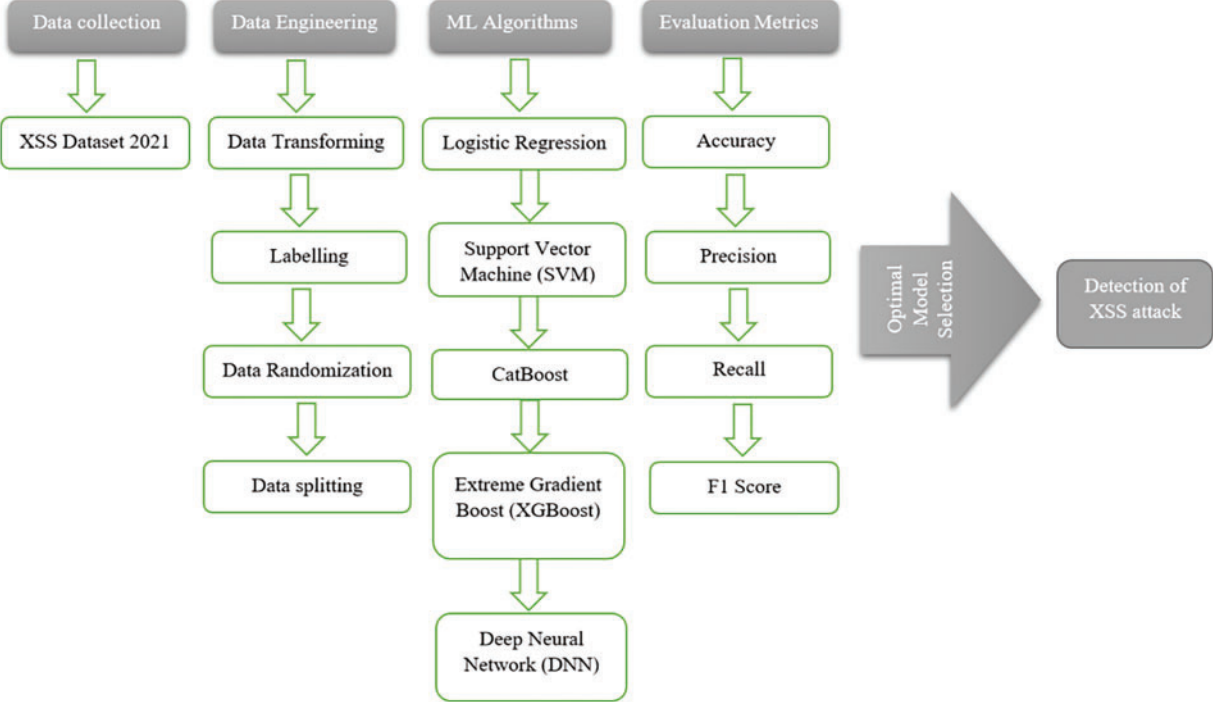 Data collection
XSS Dataset 2021
Data Engineering
Data Transforming
Labelling
Data Randomization
Data splitting
ML Algorithms
Logistic Regression
Support Vector
Machine (SVM)
CatBoost
Extreme Gradient
Boost (XGBoost)
Deep Neural
Network (DNN)
Evaluation Metrics
Accuracy
Precision
Recall
F1 Score
Optimal
Model
Selection
Detection of
XSS attack